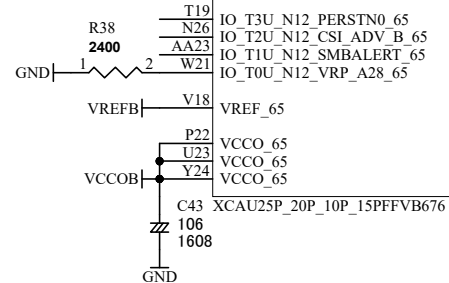 T19 IO_T3U_N12_PERSTN0_65
R38
N26 IO_T2U_N12_CSI_ADV_B_65
2400
AA23 IO_T1U_N12_SMBALERT_65
GND 1 2 W21 IO_T0U_N12_VRP_A28_65
VREFB V18 VREF_65
P22 VCCO_65
U23 VCCO_65
VCCOB Y24 VCCO_65
C43 XCAU25P_20P_10P_15PFFVB676
106
1608
GND